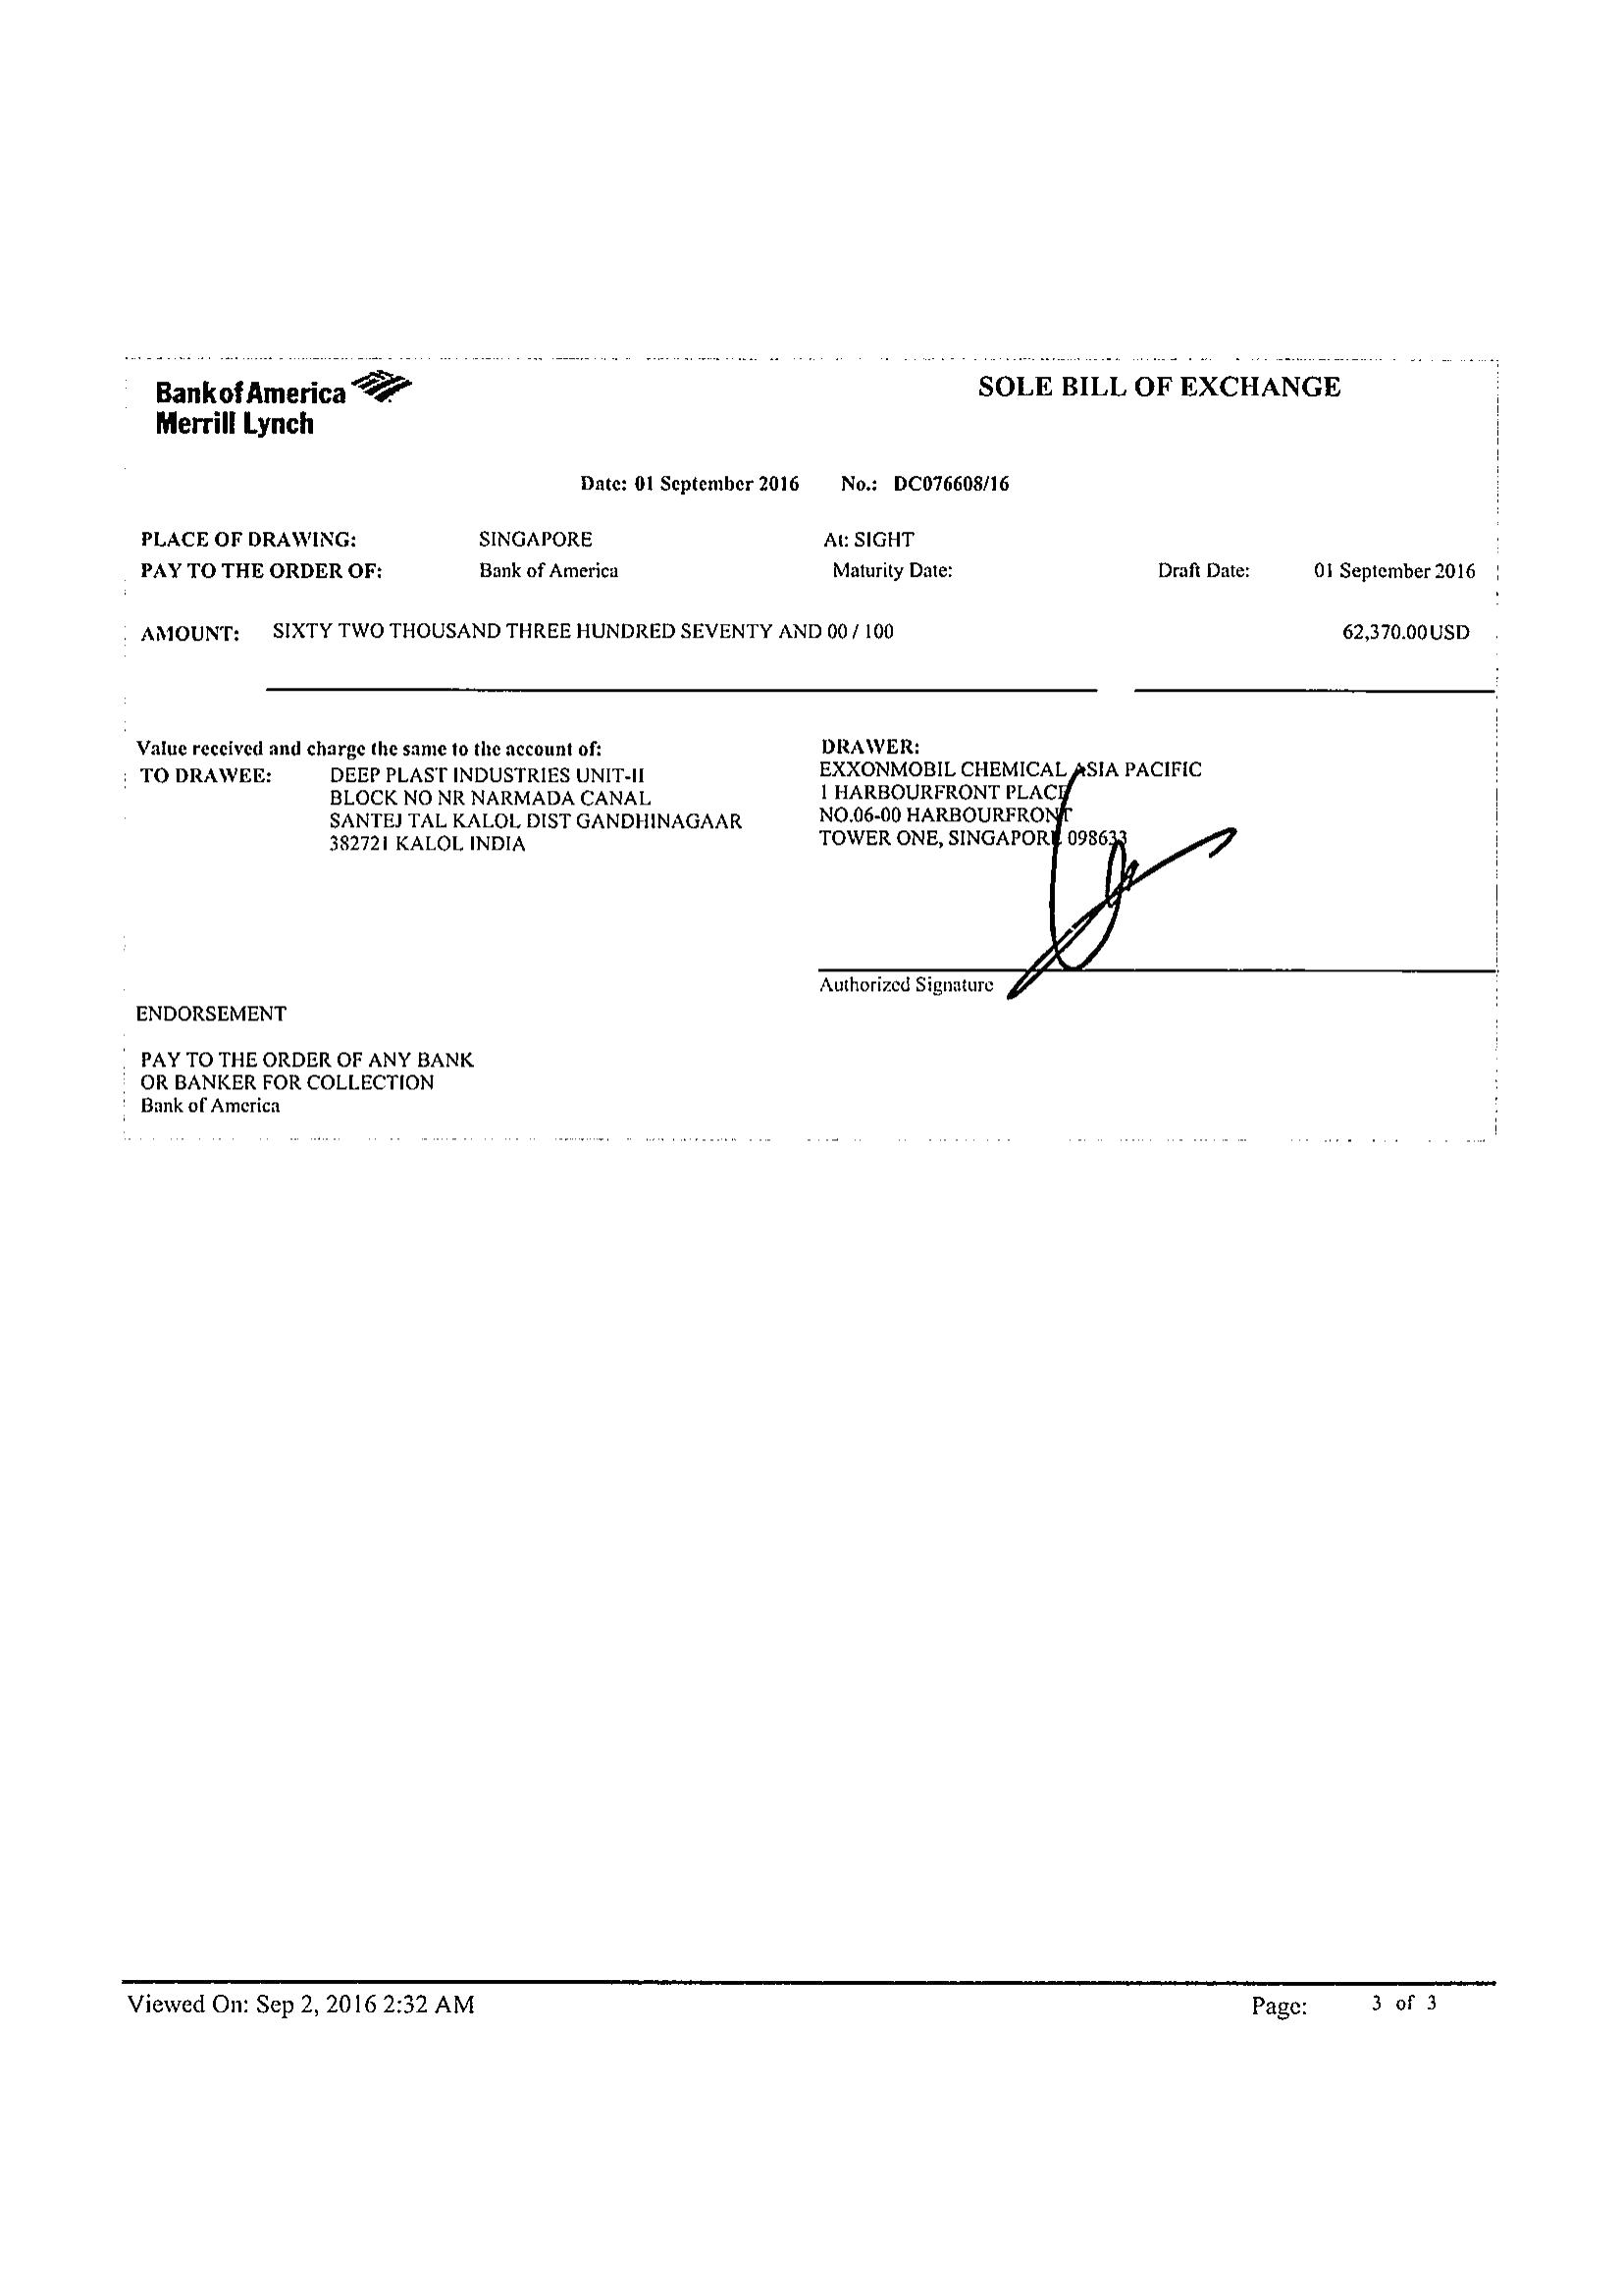 Bank of America
Merrill Lynch
SOLE BILL OF EXCHANGE
Date: 01 September 2016 No.: DC076608/16
PLACE OF DRAWING: SINGAPORE At: SIGHT
PAY TO THE ORDER OF: Bank of America Maturity Date: Draft Date: 01 September 2016
AMOUNT: SIXTY TWO THOUSAND THREE HUNDRED SEVENTY AND 00 / 100 62,370.00USD
Value received and charge the same to the account of:
TO DRAWEE: DEEP PLAST INDUSTRIES UNIT-II
BLOCK NO NR NARMADA CANAL
SANTEJ TAL KALOL DIST GANDHINAGAAR
382721 KALOL INDIA
DRAWER:
EXXONMOBIL CHEMICAL ASIA PACIFIC
1 HARBOURFRONT PLACE
NO.06-00 HARBOURFRONT
TOWER ONE, SINGAPORE 098633
Authorized Signature
ENDORSEMENT
PAY TO THE ORDER OF ANY BANK
OR BANKER FOR COLLECTION
Bank of America
Viewed On: Sep 2, 2016 2:32 AM Page: 3 of 3